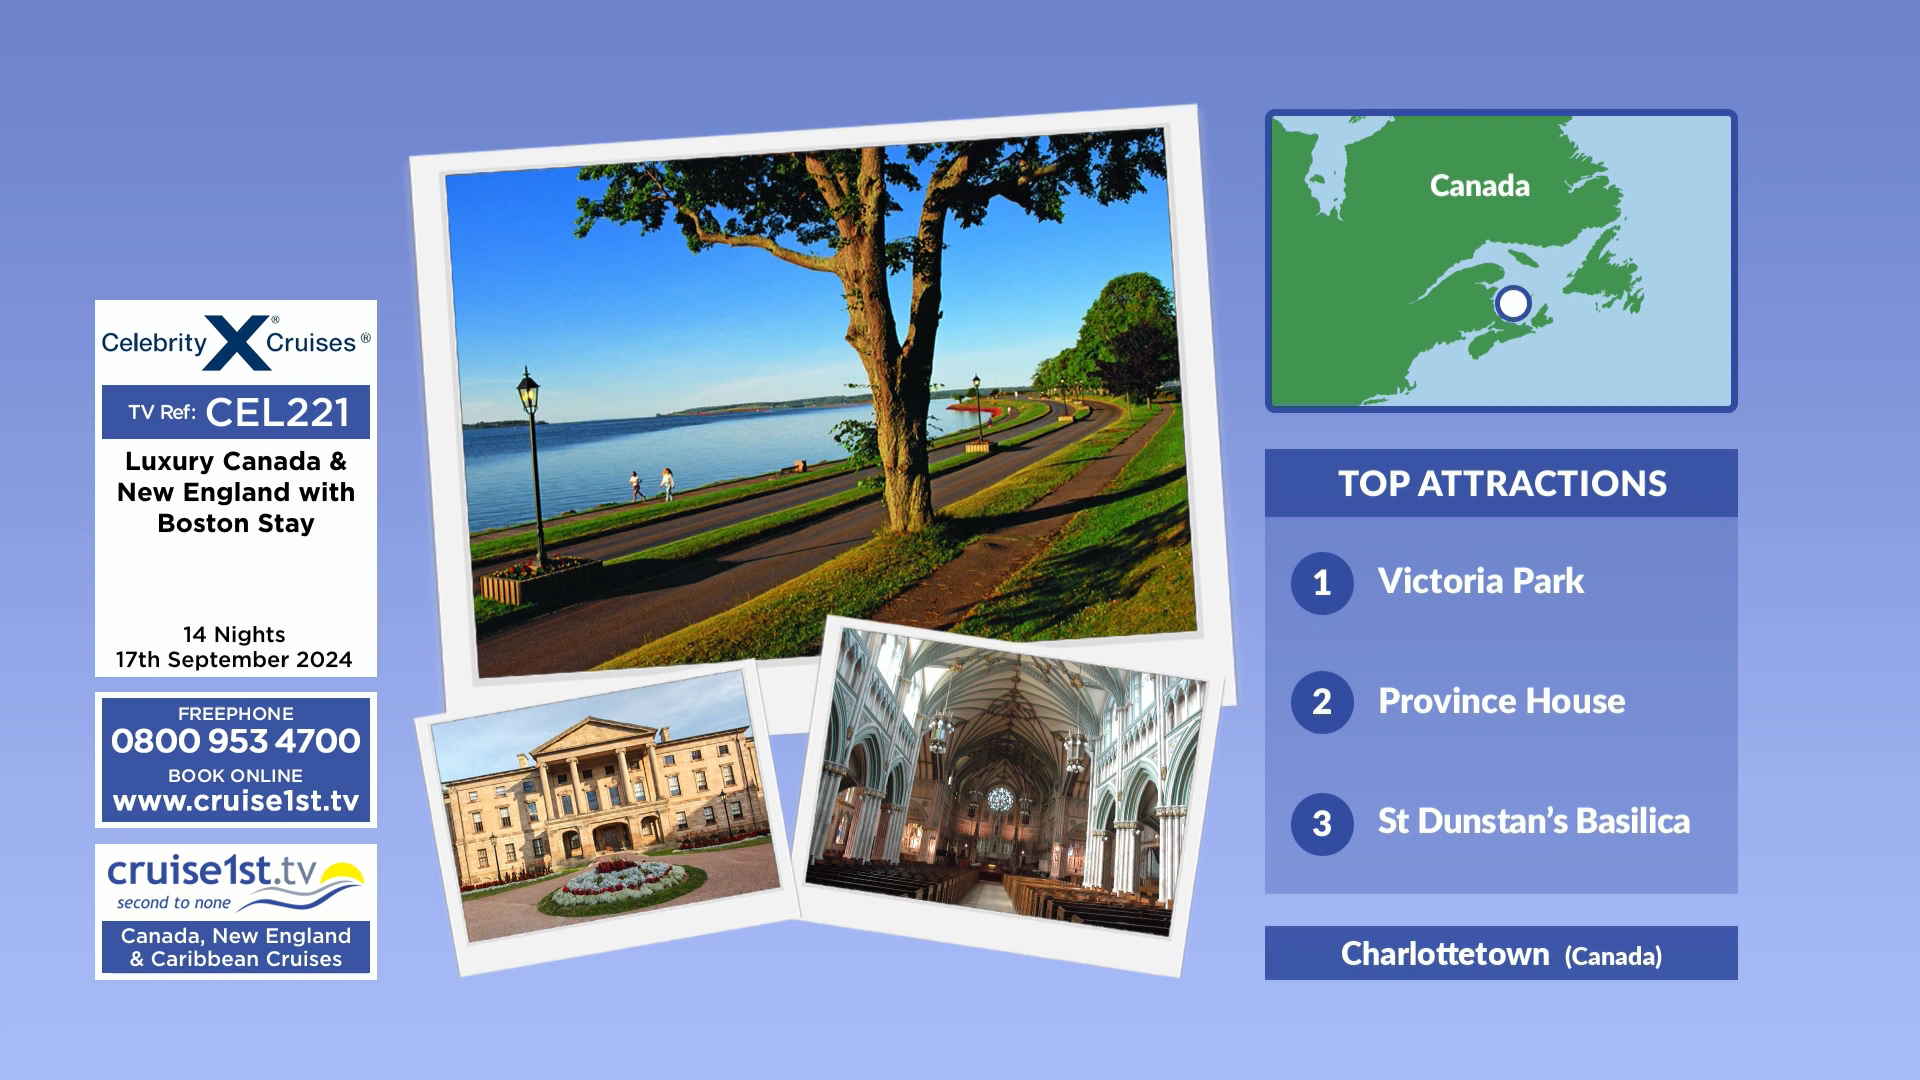 Celebrity X® Cruises®
TV Ref: CEL221
Luxury Canada &
New England with
Boston Stay
14 Nights
17th September 2024
FREEPHONE
0800 953 4700
BOOK ONLINE
www.cruise1st.tv
cruise1st.tv
second to none
Canada, New England
& Caribbean Cruises
Canada
TOP ATTRACTIONS
1 Victoria Park
2 Province House
3 St Dunstan's Basilica
Charlottetown (Canada)